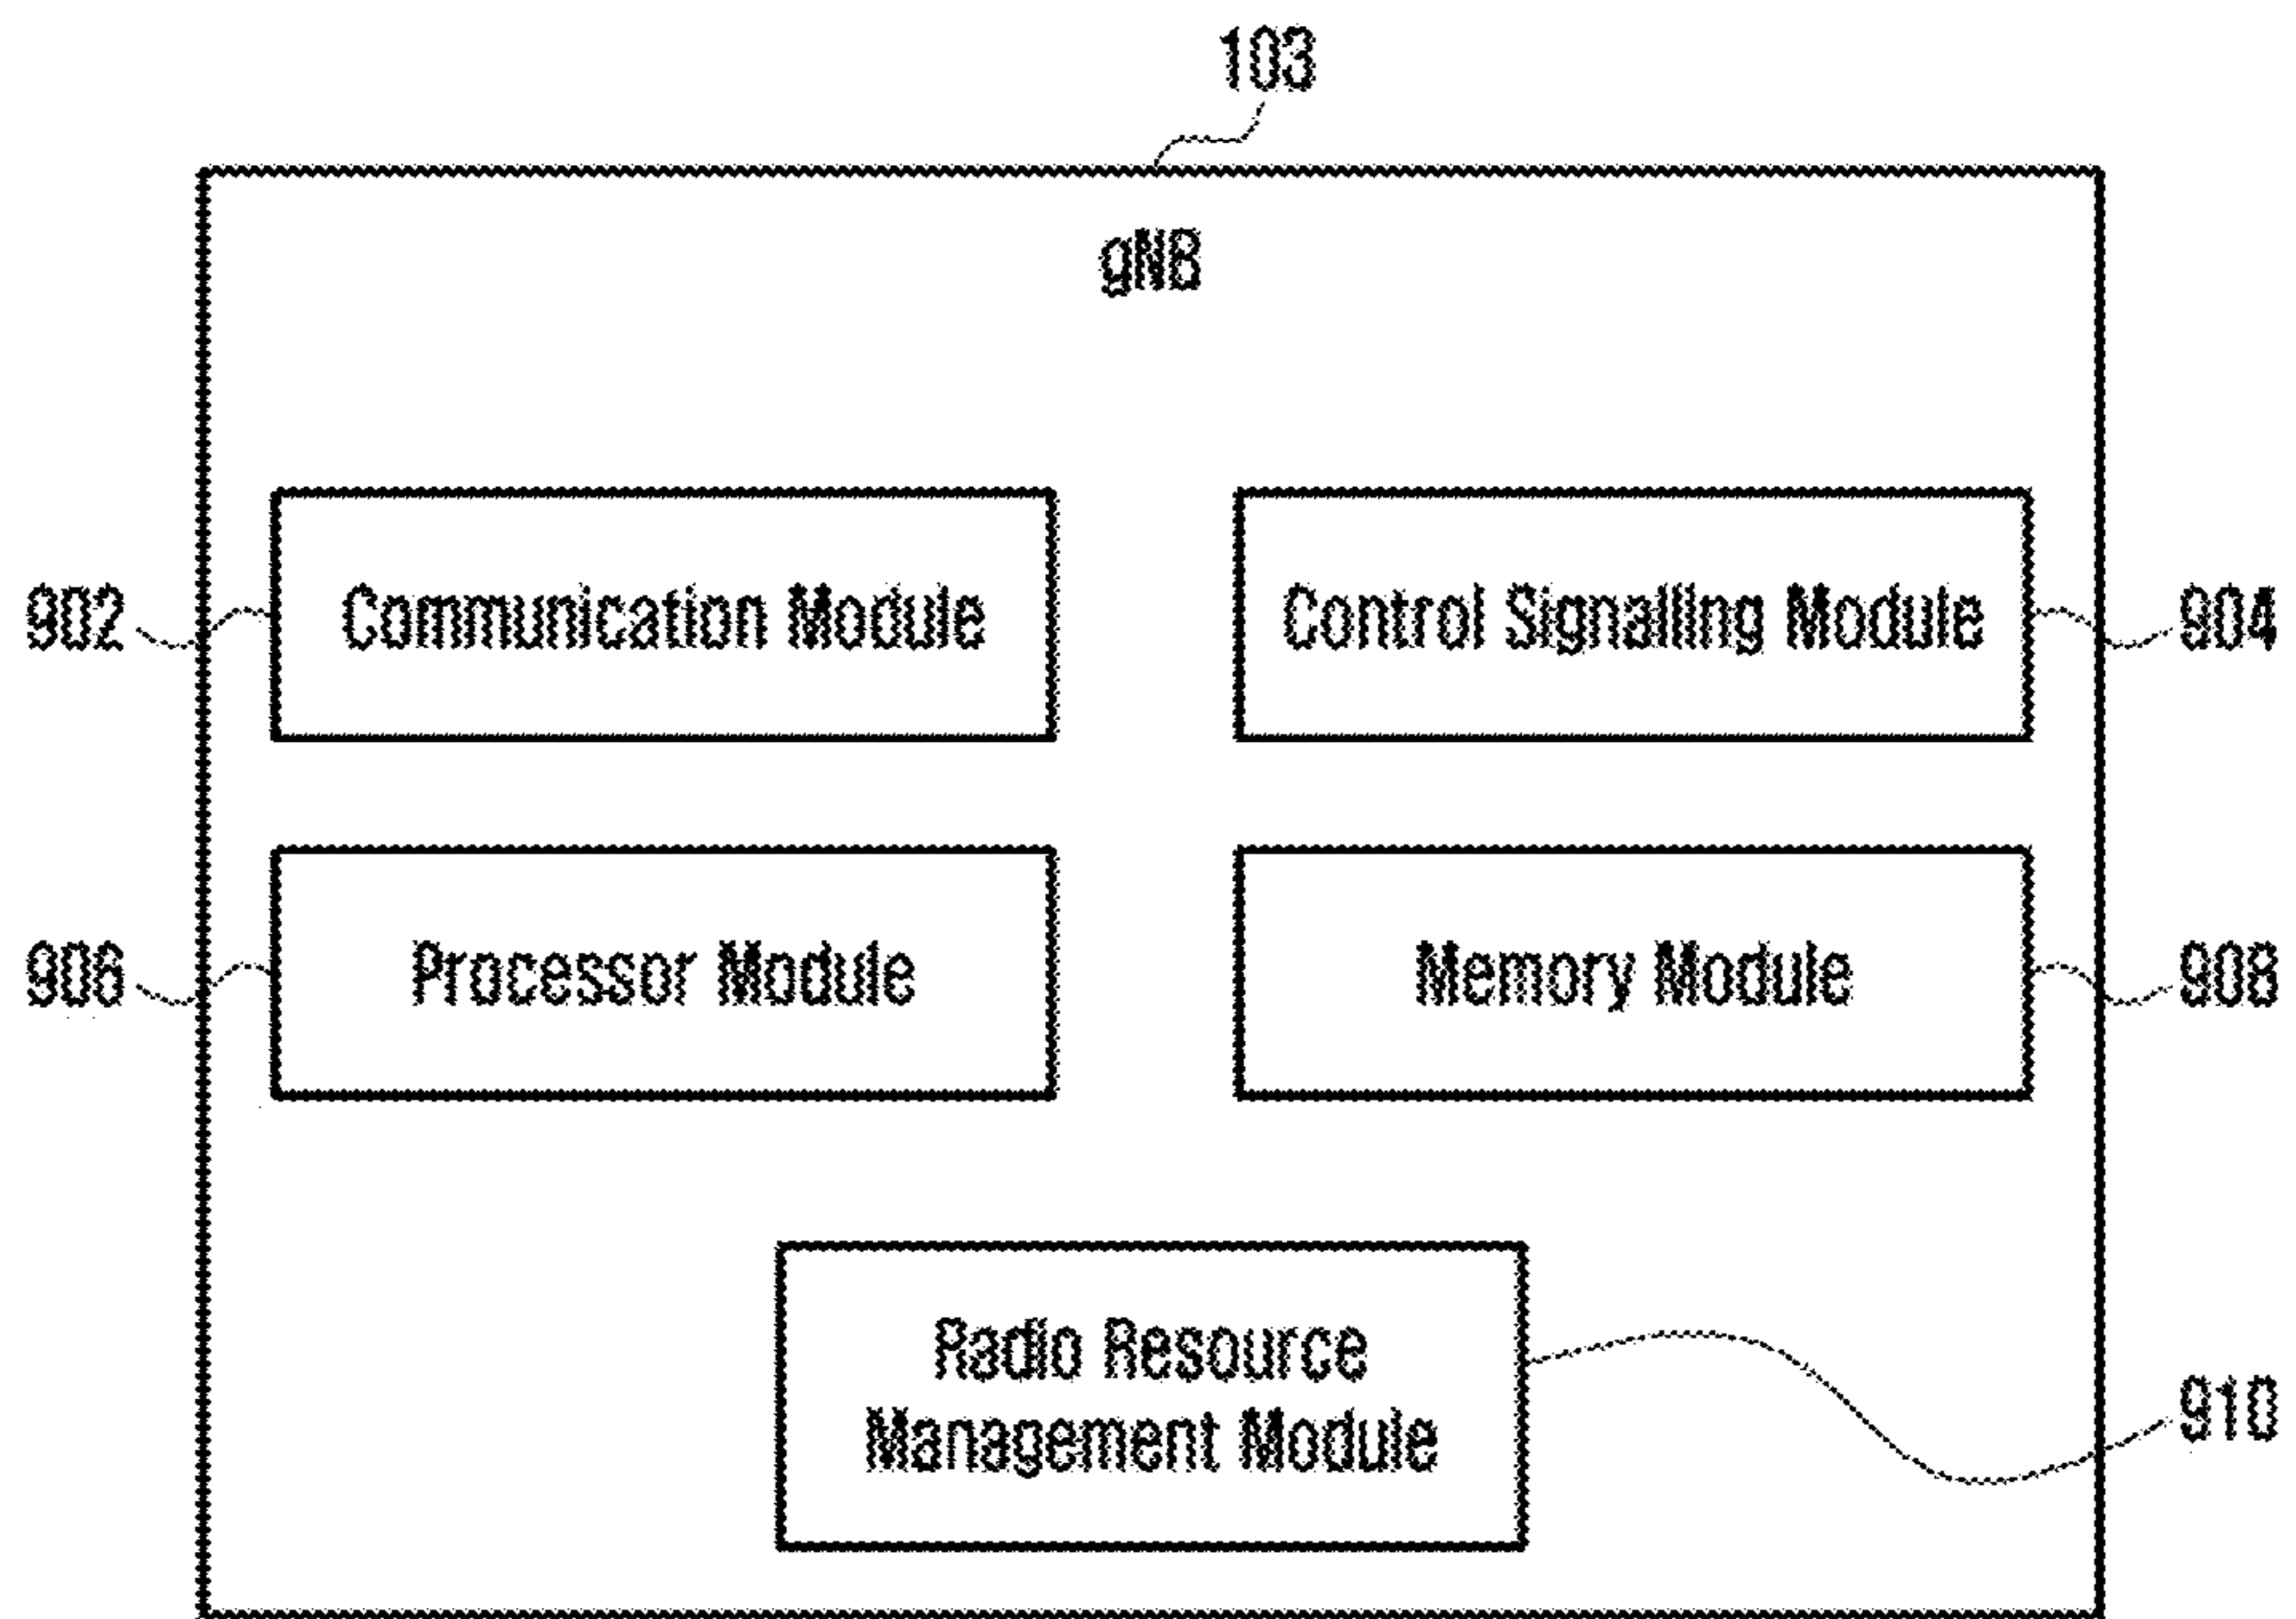 103
gNB
902
Communication Module
Control Signalling Module
904
906
Processor Module
Memory Module
908
Radio Resource
Management Module
910